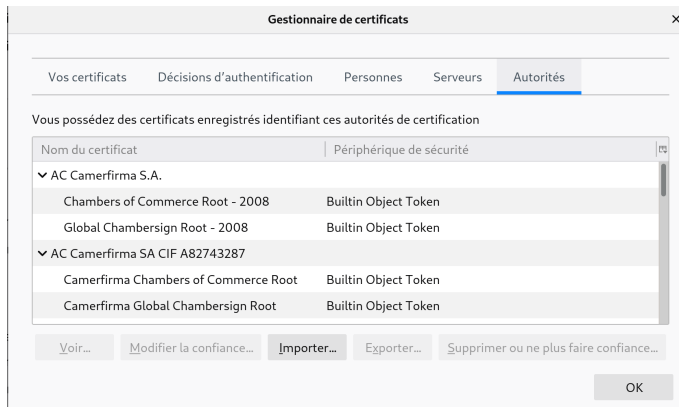 Gestionnaire de certificats
Vos certificats Décisions d'authentification Personnes Serveurs Autorités
Vous possédez des certificats enregistrés identifiant ces autorités de certification
Nom du certificat Périphérique de sécurité
AC Camerfirma S.A.
Chambers of Commerce Root - 2008 Builtin Object Token
Global Chambersign Root - 2008 Builtin Object Token
AC Camerfirma SA CIF A82743287
Camerfirma Chambers of Commerce Root Builtin Object Token
Camerfirma Global Chambersign Root Builtin Object Token
Voir... Modifier la confiance... Importer... Exporter... Supprimer ou ne plus faire confiance...
OK